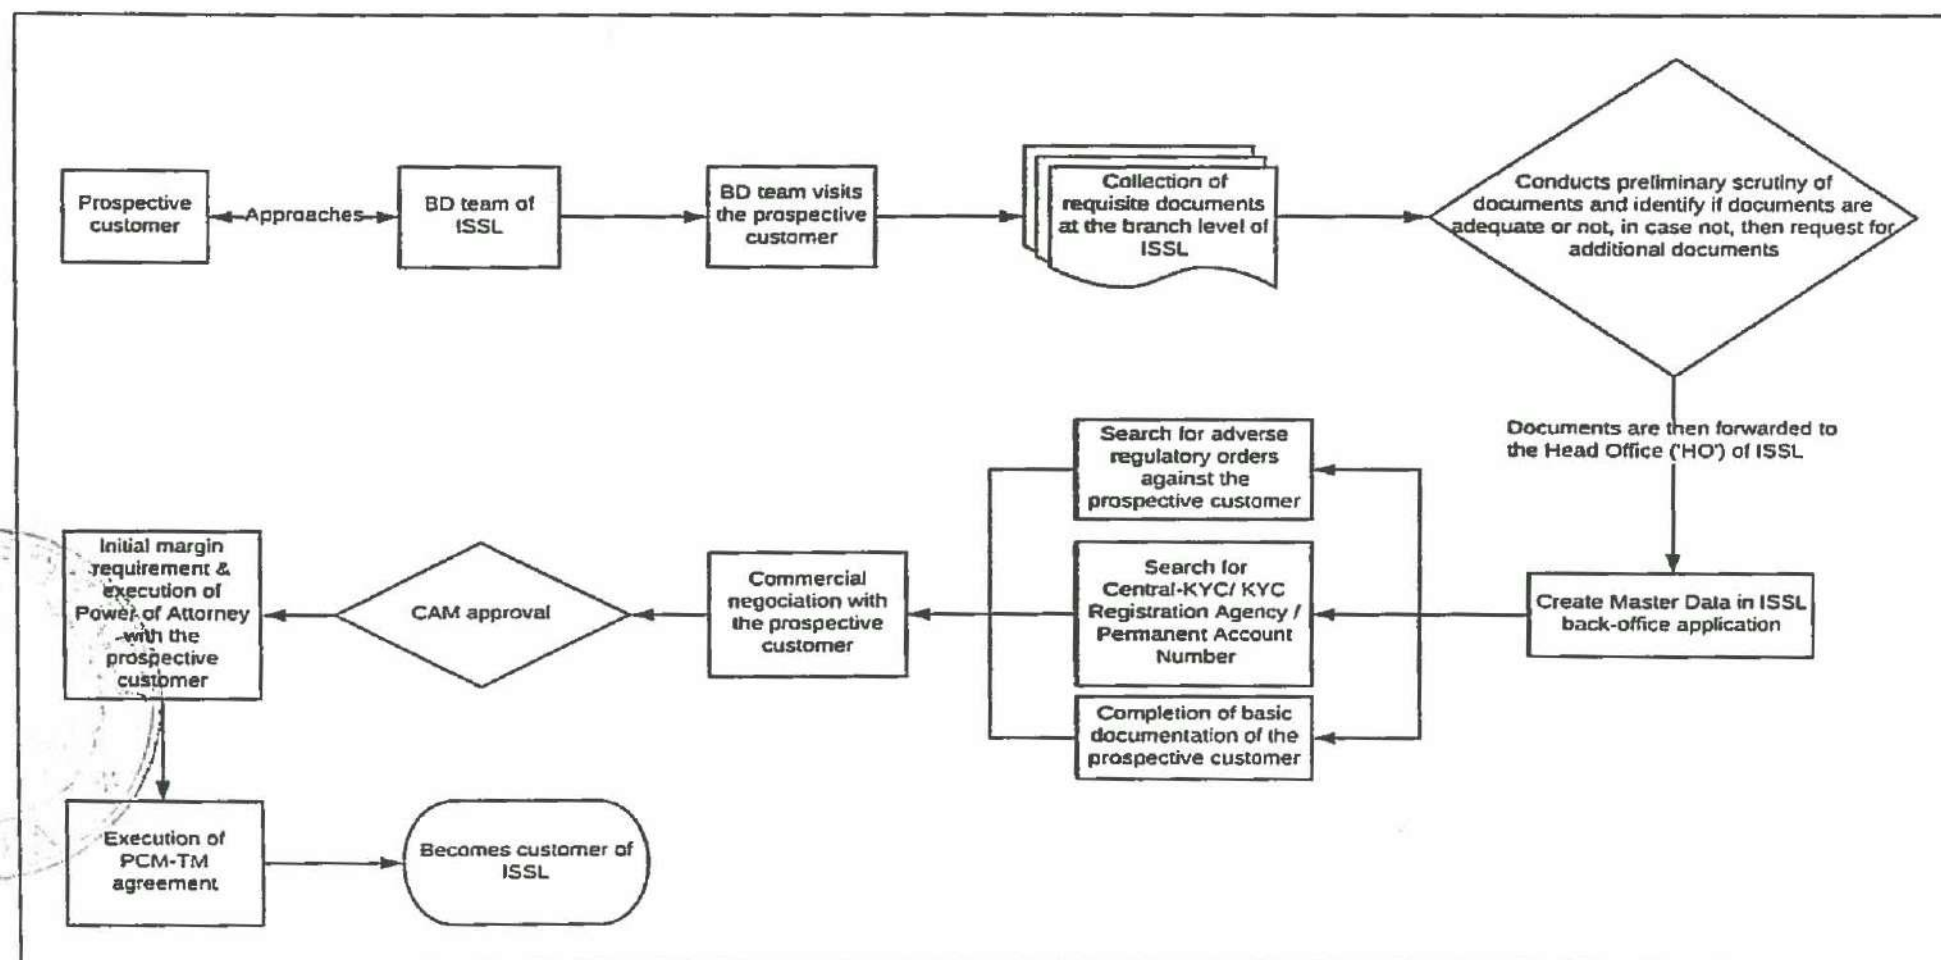 Prospective
customer
Approaches
BD team of
ISSL
BD team visits
the prospective
customer
Collection of
requisite documents
at the branch level of
ISSL
Conducts preliminary scrutiny of
documents and identify if documents are
adequate or not, in case not, then request for
additional documents
Documents are then forwarded to
the Head Office ('HO') of ISSL
Create Master Data in ISSL
back-office application
Search for adverse
regulatory orders
against the
prospective customer
Search for
Central-KYC/ KYC
Registration Agency /
Permanent Account
Number
Completion of basic
documentation of the
prospective customer
Commercial
negociation with
the prospective
customer
CAM approval
Initial margin
requirement &
execution of
Power of Attorney
with the
prospective
customer
Execution of
PCM-TM
agreement
Becomes customer of
ISSL